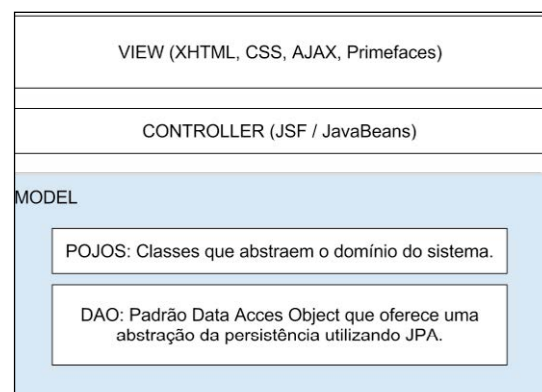 VIEW (XHTML, CSS, AJAX, Primefaces)
CONTROLLER (JSF / JavaBeans)
MODEL
POJOS: Classes que abstraem o domínio do sistema.
DAO: Padrão Data Acces Object que oferece uma
abstração da persistência utilizando JPA.